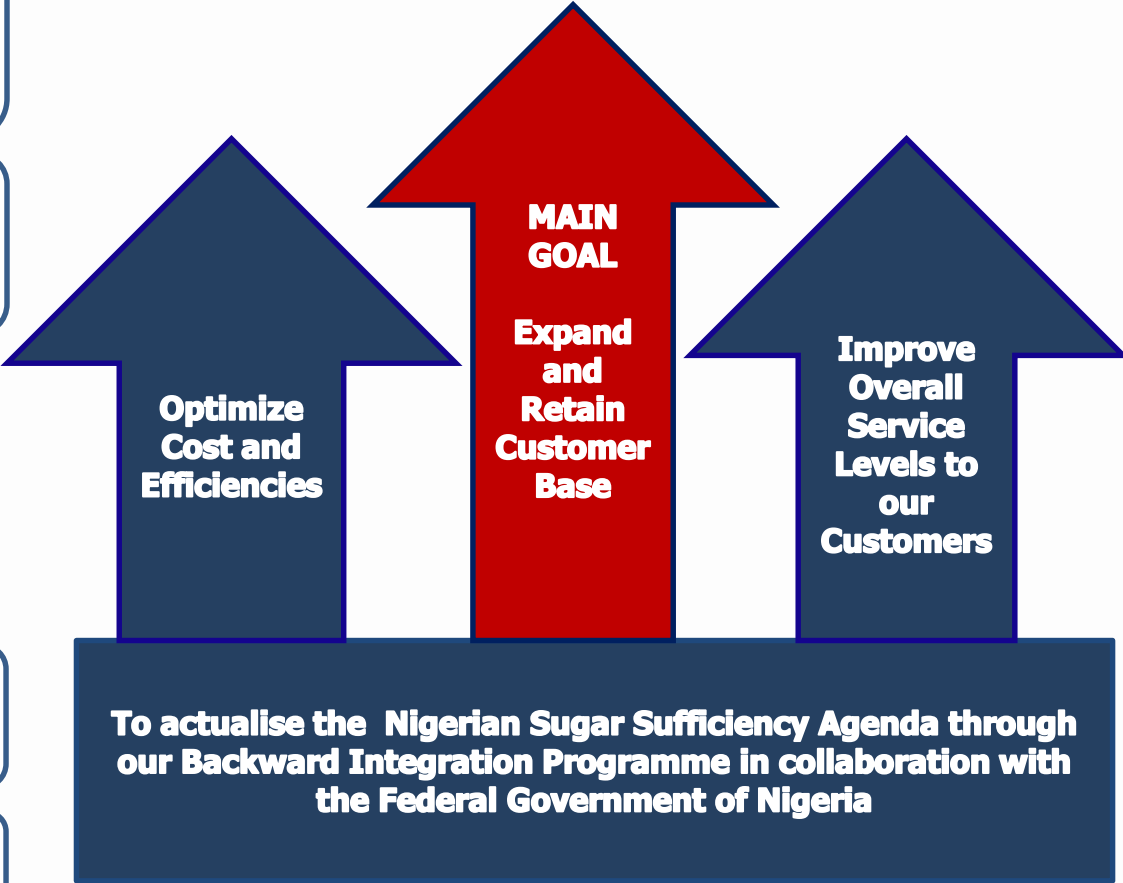 Optimize
Cost and
Efficiencies
MAIN
GOAL
Expand
and
Retain
Customer
Base
Improve
Overall
Service
Levels to
our
Customers
To actualise the  Nigerian Sugar Sufficiency Agenda through
our Backward Integration Programme in collaboration with
the Federal Government of Nigeria